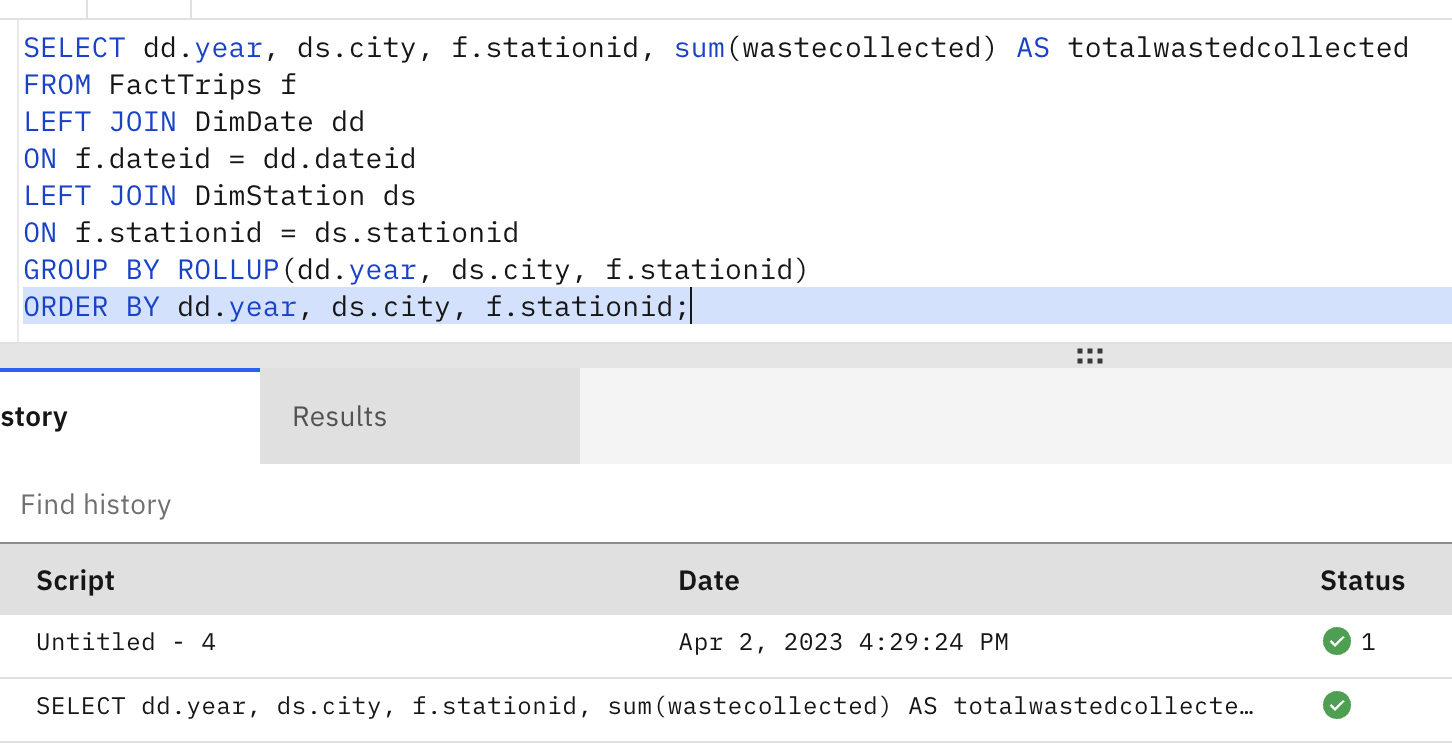 SELECT dd.year, ds.city, f.stationid, sum(wastecollected) AS totalwastedcollected
FROM FactTrips f
LEFT JOIN DimDate dd
ON f.dateid = dd.dateid
LEFT JOIN DimStation ds
ON f.stationid = ds.stationid
GROUP BY ROLLUP(dd.year, ds.city, f.stationid)
ORDER BY dd.year, ds.city, f.stationid;
story Results
Find history
Script Date Status
Untitled - 4 Apr 2, 2023 4:29:24 PM 1
SELECT dd.year, ds.city, f.stationid, sum(wastecollected) AS totalwastedcollecte…